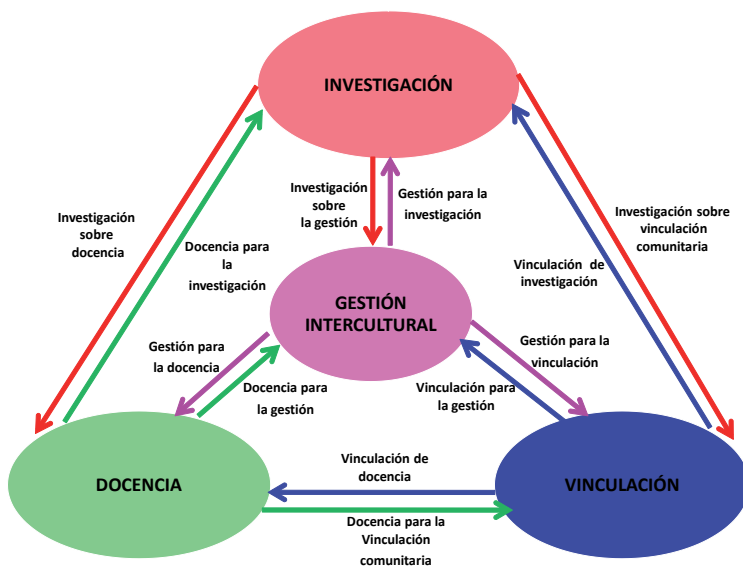 INVESTIGACIÓN
Investigación
sobre
la gestión
Gestión para la
investigación
Investigación
sobre
docencia
Docencia para
la
investigación
Investigación sobre
vinculación
comunitaria
Vinculación de
investigación
GESTIÓN
INTERCULTURAL
Gestión para
la docencia
Docencia para
la gestión
Gestión para la
vinculación
Vinculación para
la gestión
DOCENCIA
Vinculación de
docencia
VINCULACIÓN
Docencia para la
Vinculación
comunitaria